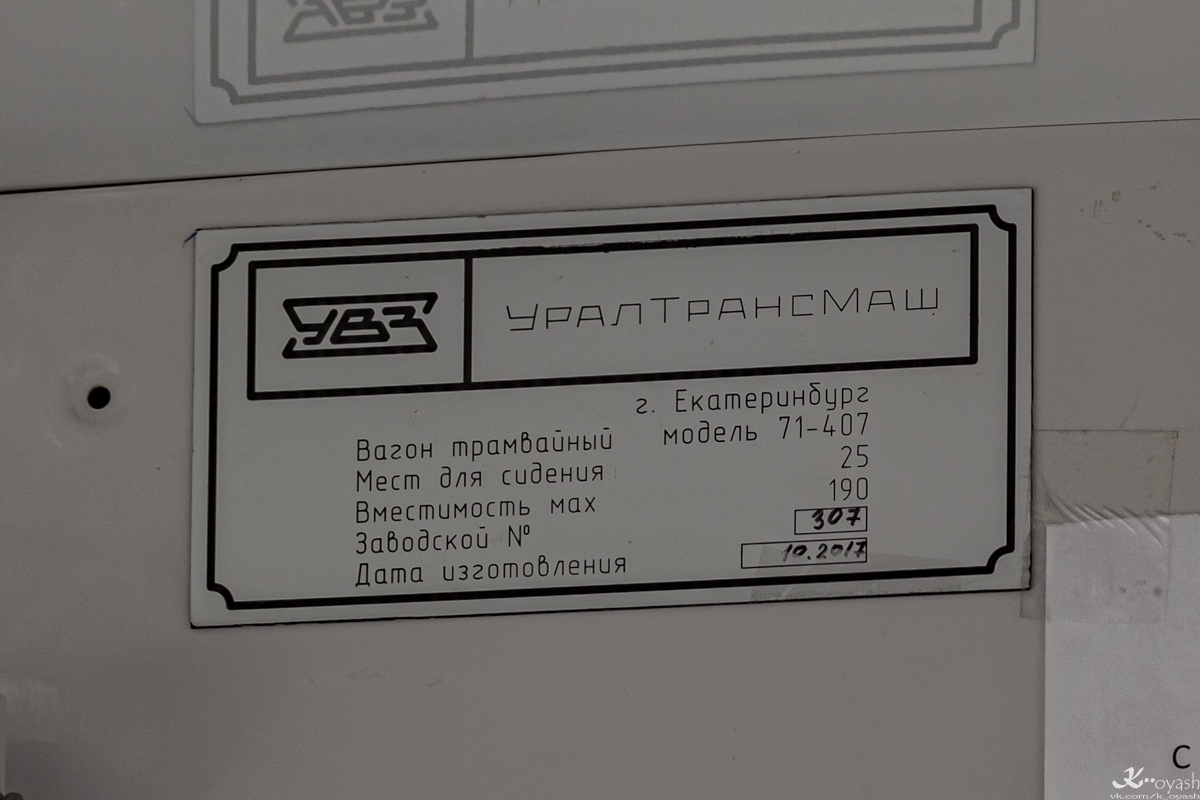 УВЗ
УРАЛТРАНСМАШ
г. Екатеринбург
Вагон трамвайный модель 71-407
Мест для сидения 25
Вместимость мах 190
Заводской № 307
Дата изготовления 10.2017
С
K··oyash
vk.com/k_oyash